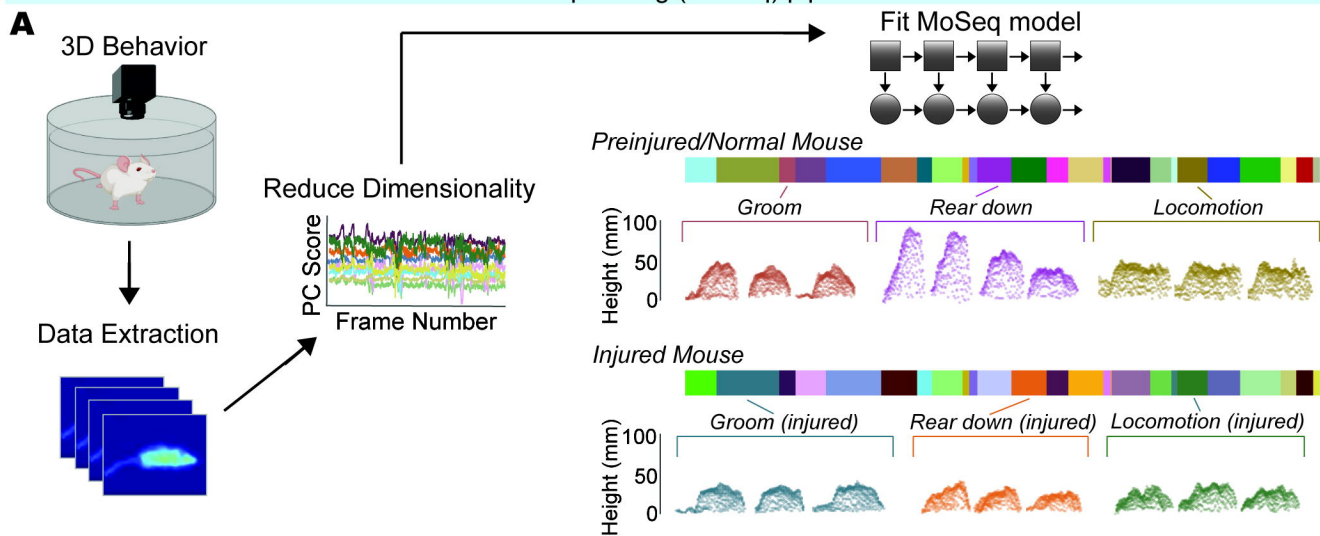 A
3D Behavior
Data Extraction
Reduce Dimensionality
PC Score
Frame Number
Fit MoSeq model
Preinjured/Normal Mouse
Groom
Rear down
Locomotion
Height (mm)
100
50
0
Injured Mouse
Groom (injured)
Rear down (injured)
Locomotion (injured)
Height (mm)
100
50
0